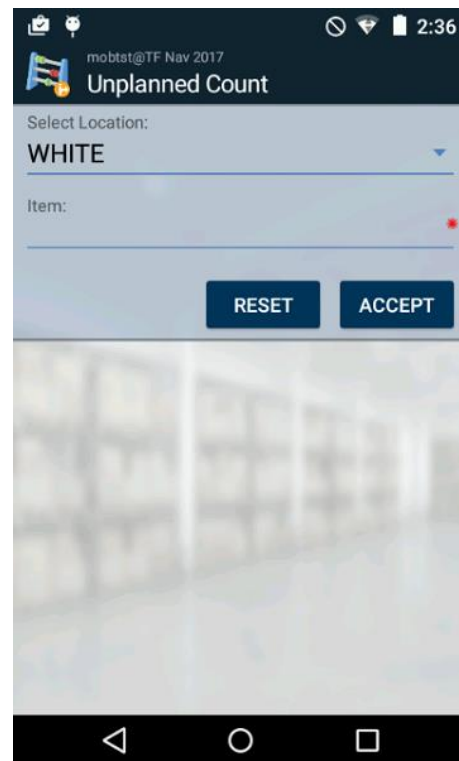 2:36
mobtst@TF Nav 2017
Unplanned Count
Select Location:
WHITE
Item:
RESET ACCEPT